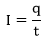 I = q/t